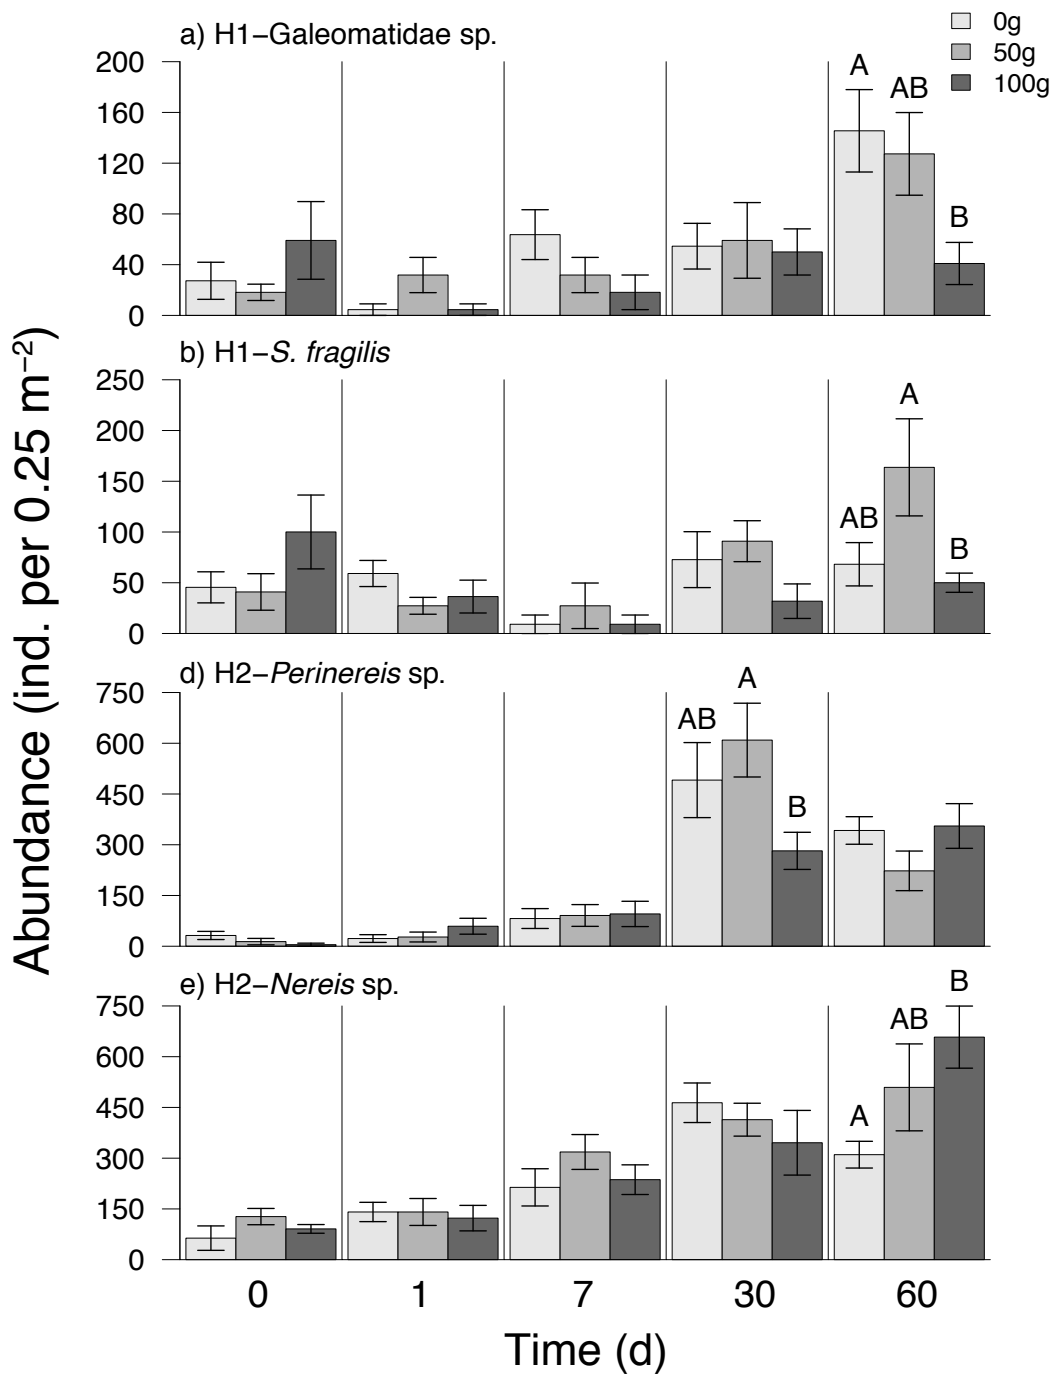 a) H1−Galeomatidae sp.
0g
50g
100g
200
160
120
80
40
0
A
AB
B
b) H1−S. fragilis
250
200
150
100
50
0
AB
A
B
d) H2−Perinereis sp.
750
600
450
300
150
0
AB
A
B
e) H2−Nereis sp.
750
600
450
300
150
0
A
AB
B
0 1 7 30 60
Time (d)
Abundance (ind. per 0.25 m⁻²)